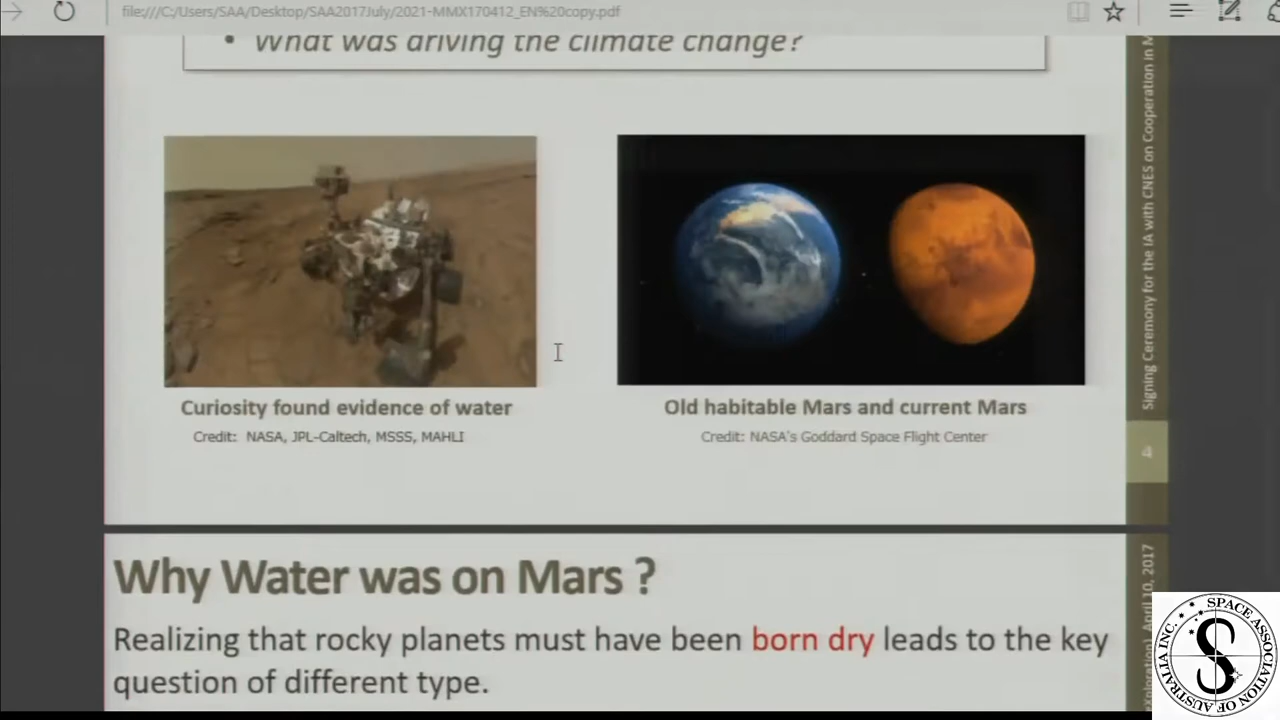 file:///C:/Users/SAA/Desktop/SAA2017July/2021-MMX170412_EN%20copy.pdf
• What was driving the climate change?
Curiosity found evidence of water
Credit: NASA, JPL-Caltech, MSSS, MAHLI
Old habitable Mars and current Mars
Credit: NASA's Goddard Space Flight Center
Signing Ceremony for the IA with CNES on Cooperation in
4
Why Water was on Mars ?
Realizing that rocky planets must have been born dry leads to the key
question of different type.
April 10, 2017
SPACE ASSOCIATION OF AUSTRALIA INC.
S